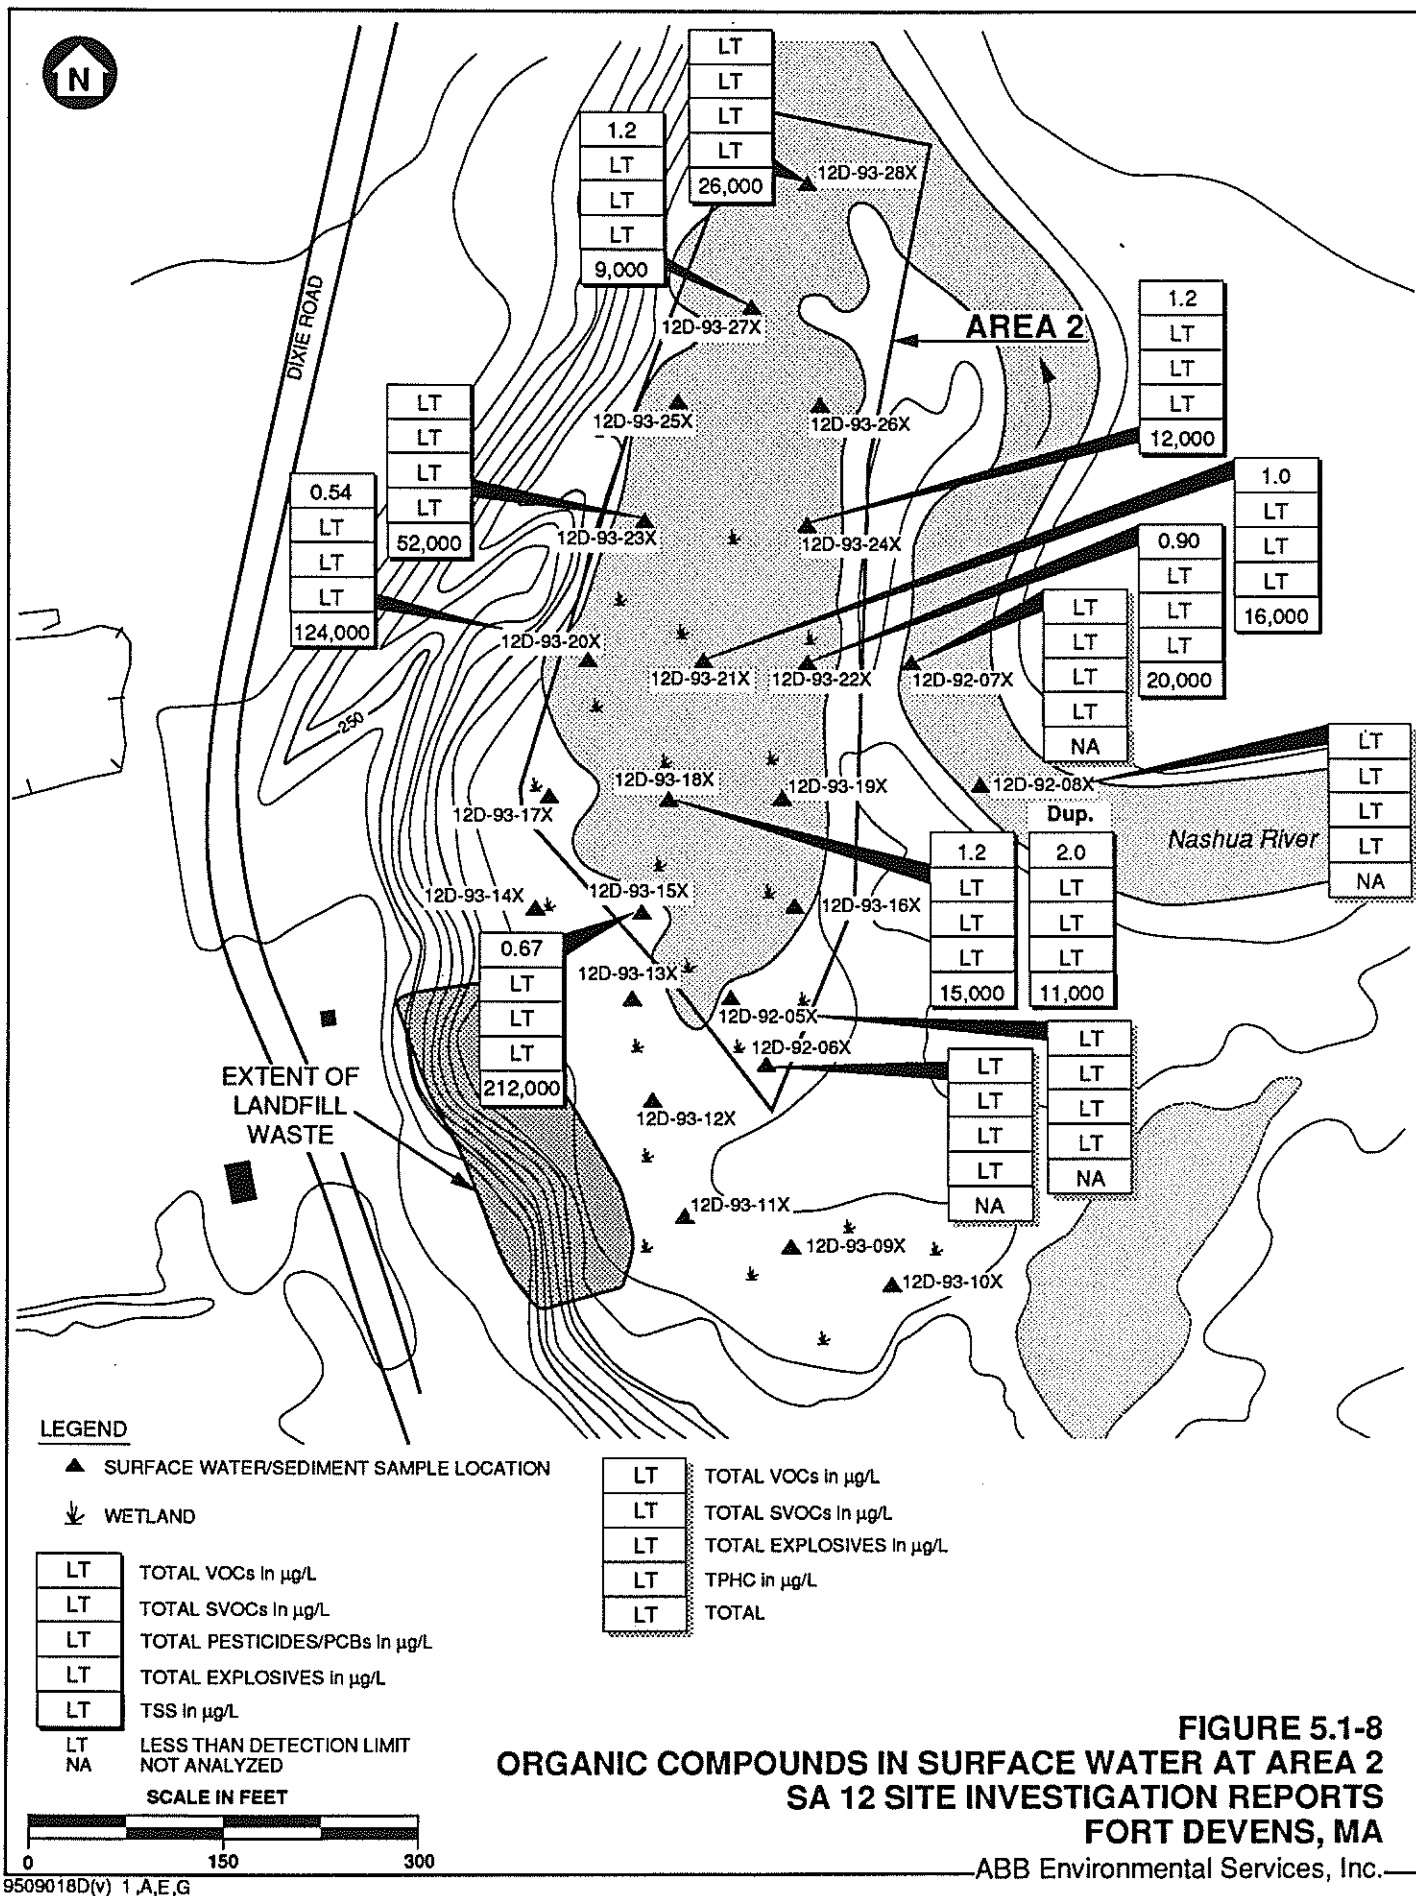 N
DIXIE ROAD
LT
LT
LT
LT
26,000
12D-93-28X
1.2
LT
LT
LT
9,000
12D-93-27X
AREA 2
1.2
LT
LT
LT
12,000
12D-93-25X
12D-93-26X
LT
LT
LT
LT
52,000
12D-93-23X
12D-93-24X
1.0
LT
LT
LT
16,000
0.54
LT
LT
LT
124,000
12D-93-20X
0.90
LT
LT
LT
20,000
12D-93-21X
12D-93-22X
12D-92-07X
LT
LT
LT
LT
NA
250
12D-93-18X
12D-93-19X
12D-92-08X
LT
LT
LT
LT
NA
12D-93-17X
Nashua River
Dup.
1.2
LT
LT
LT
15,000
2.0
LT
LT
LT
11,000
12D-93-14X
12D-93-15X
12D-93-16X
0.67
LT
LT
LT
212,000
12D-93-13X
12D-92-05X
LT
LT
LT
LT
NA
12D-92-06X
LT
LT
LT
LT
NA
EXTENT OF
LANDFILL
WASTE
12D-93-12X
12D-93-11X
12D-93-09X
12D-93-10X
LEGEND
SURFACE WATER/SEDIMENT SAMPLE LOCATION
WETLAND
LT TOTAL VOCs in µg/L
LT TOTAL SVOCs in µg/L
LT TOTAL PESTICIDES/PCBs in µg/L
LT TOTAL EXPLOSIVES in µg/L
LT TSS in µg/L
LT LESS THAN DETECTION LIMIT
NA NOT ANALYZED
LT TOTAL VOCs in µg/L
LT TOTAL SVOCs in µg/L
LT TOTAL EXPLOSIVES in µg/L
LT TPHC in µg/L
LT TOTAL
SCALE IN FEET
0 150 300
FIGURE 5.1-8
ORGANIC COMPOUNDS IN SURFACE WATER AT AREA 2
SA 12 SITE INVESTIGATION REPORTS
FORT DEVENS, MA
ABB Environmental Services, Inc.
9509018D(v) 1 ,A,E,G